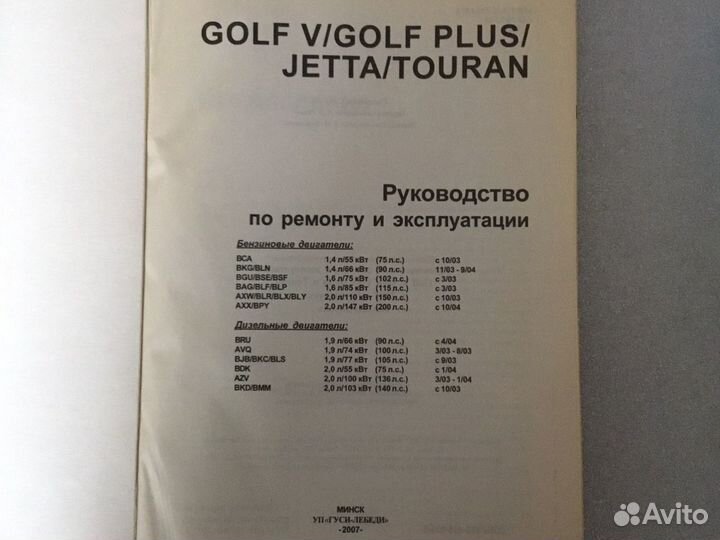 GOLF V/GOLF PLUS/
JETTA/TOURAN
Руководство
по ремонту и эксплуатации
Бензиновые двигатели:
BCA 1,4 л/55 кВт (75 л.с.) с 10/03
BKG/BLN 1,4 л/66 кВт (90 л.с.) 11/03 - 9/04
BGU/BSE/BSF 1,6 л/75 кВт (102 л.с.) с 3/03
BAG/BLF/BLP 1,6 л/85 кВт (115 л.с.) с 3/03
AXW/BLR/BLX/BLY 2,0 л/110 кВт (150 л.с.) с 10/03
AXX/BPY 2,0 л/147 кВт (200 л.с.) с 10/04
Дизельные двигатели:
BRU 1,9 л/66 кВт (90 л.с.) с 4/04
AVQ 1,9 л/74 кВт (100 л.с.) 3/03 - 8/03
BJB/BKC/BLS 1,9 л/77 кВт (105 л.с.) с 9/03
BDK 2,0 л/55 кВт (75 л.с.) с 1/04
AZV 2,0 л/100 кВт (136 л.с.) 3/03 - 1/04
BKD/BMM 2,0 л/103 кВт (140 л.с.) с 10/03
МИНСК
УП «ГУСИ-ЛЕБЕДИ»
-2007-
Avito